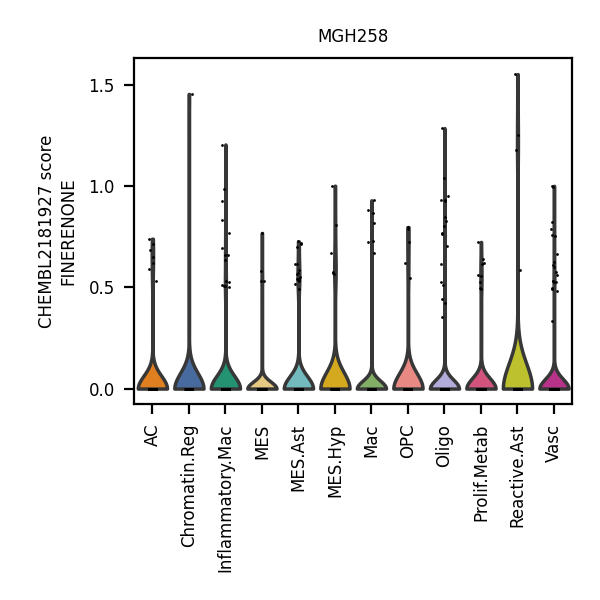 MGH258
CHEMBL2181927 score
FINERENONE
1.5
1.0
0.5
0.0
AC
Chromatin.Reg
Inflammatory.Mac
MES
MES.Ast
MES.Hyp
Mac
OPC
Oligo
Prolif.Metab
Reactive.Ast
Vasc